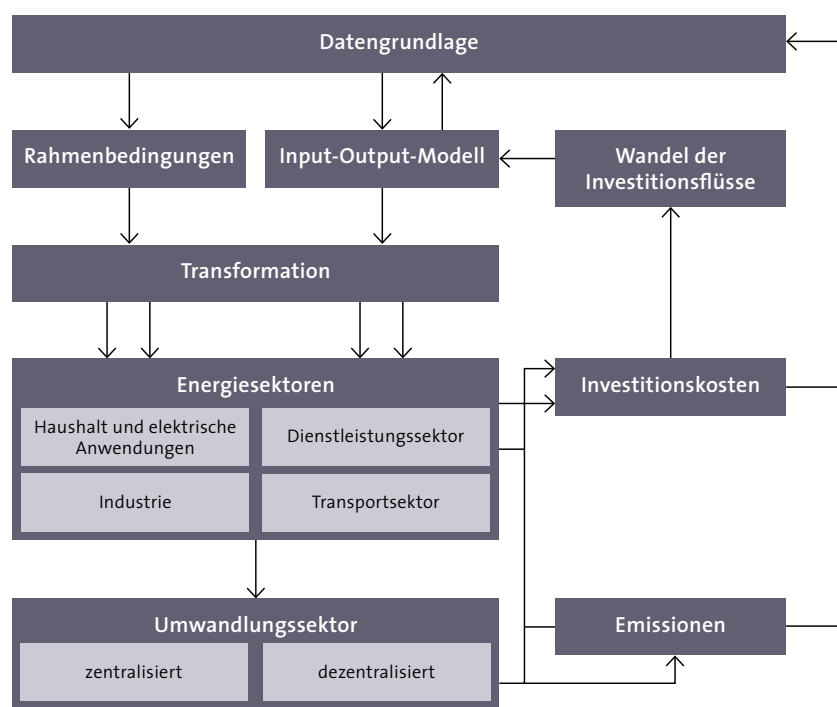 Datengrundlage
Rahmenbedingungen
Input-Output-Modell
Wandel der
Investitionsflüsse
Transformation
Energiesektoren
Investitionskosten
Haushalt und elektrische
Anwendungen
Dienstleistungssektor
Industrie
Transportsektor
Umwandlungssektor
Emissionen
zentralisiert
dezentralisiert